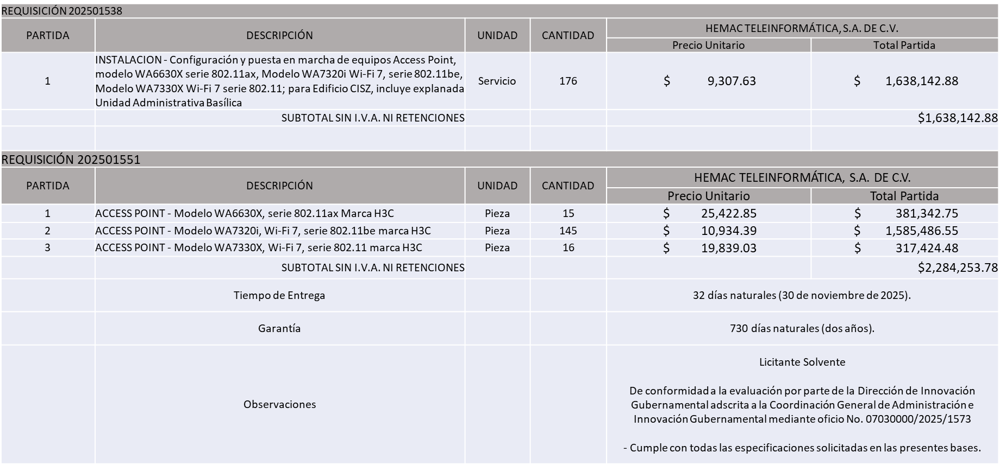 REQUISICIÓN 202501538
PARTIDA DESCRIPCIÓN UNIDAD CANTIDAD HEMAC TELEINFORMÁTICA, S.A. DE C.V.
Precio Unitario Total Partida
INSTALACION - Configuración y puesta en marcha de equipos Access Point,
modelo WA6630X serie 802.11ax, Modelo WA7320i Wi-Fi 7, serie 802.11be,
Modelo WA7330X Wi-Fi 7 serie 802.11; para Edificio CISZ, incluye explanada
Unidad Administrativa Basílica
1 Servicio 176 $ 9,307.63 $ 1,638,142.88
SUBTOTAL SIN I.V.A. NI RETENCIONES $1,638,142.88
REQUISICIÓN 202501551
PARTIDA DESCRIPCIÓN UNIDAD CANTIDAD HEMAC TELEINFORMÁTICA, S.A. DE C.V.
Precio Unitario Total Partida
1 ACCESS POINT - Modelo WA6630X, serie 802.11ax Marca H3C Pieza 15 $ 25,422.85 $ 381,342.75
2 ACCESS POINT - Modelo WA7320i, Wi-Fi 7, serie 802.11be marca H3C Pieza 145 $ 10,934.39 $ 1,585,486.55
3 ACCESS POINT - Modelo WA7330X, Wi-Fi 7, serie 802.11 marca H3C Pieza 16 $ 19,839.03 $ 317,424.48
SUBTOTAL SIN I.V.A. NI RETENCIONES $2,284,253.78
Tiempo de Entrega 32 días naturales (30 de noviembre de 2025).
Garantía 730 días naturales (dos años).
Observaciones
Licitante Solvente
De conformidad a la evaluación por parte de la Dirección de Innovación
Gubernamental adscrita a la Coordinación General de Administración e
Innovación Gubernamental mediante oficio No. 07030000/2025/1573
- Cumple con todas las especificaciones solicitadas en las presentes bases.